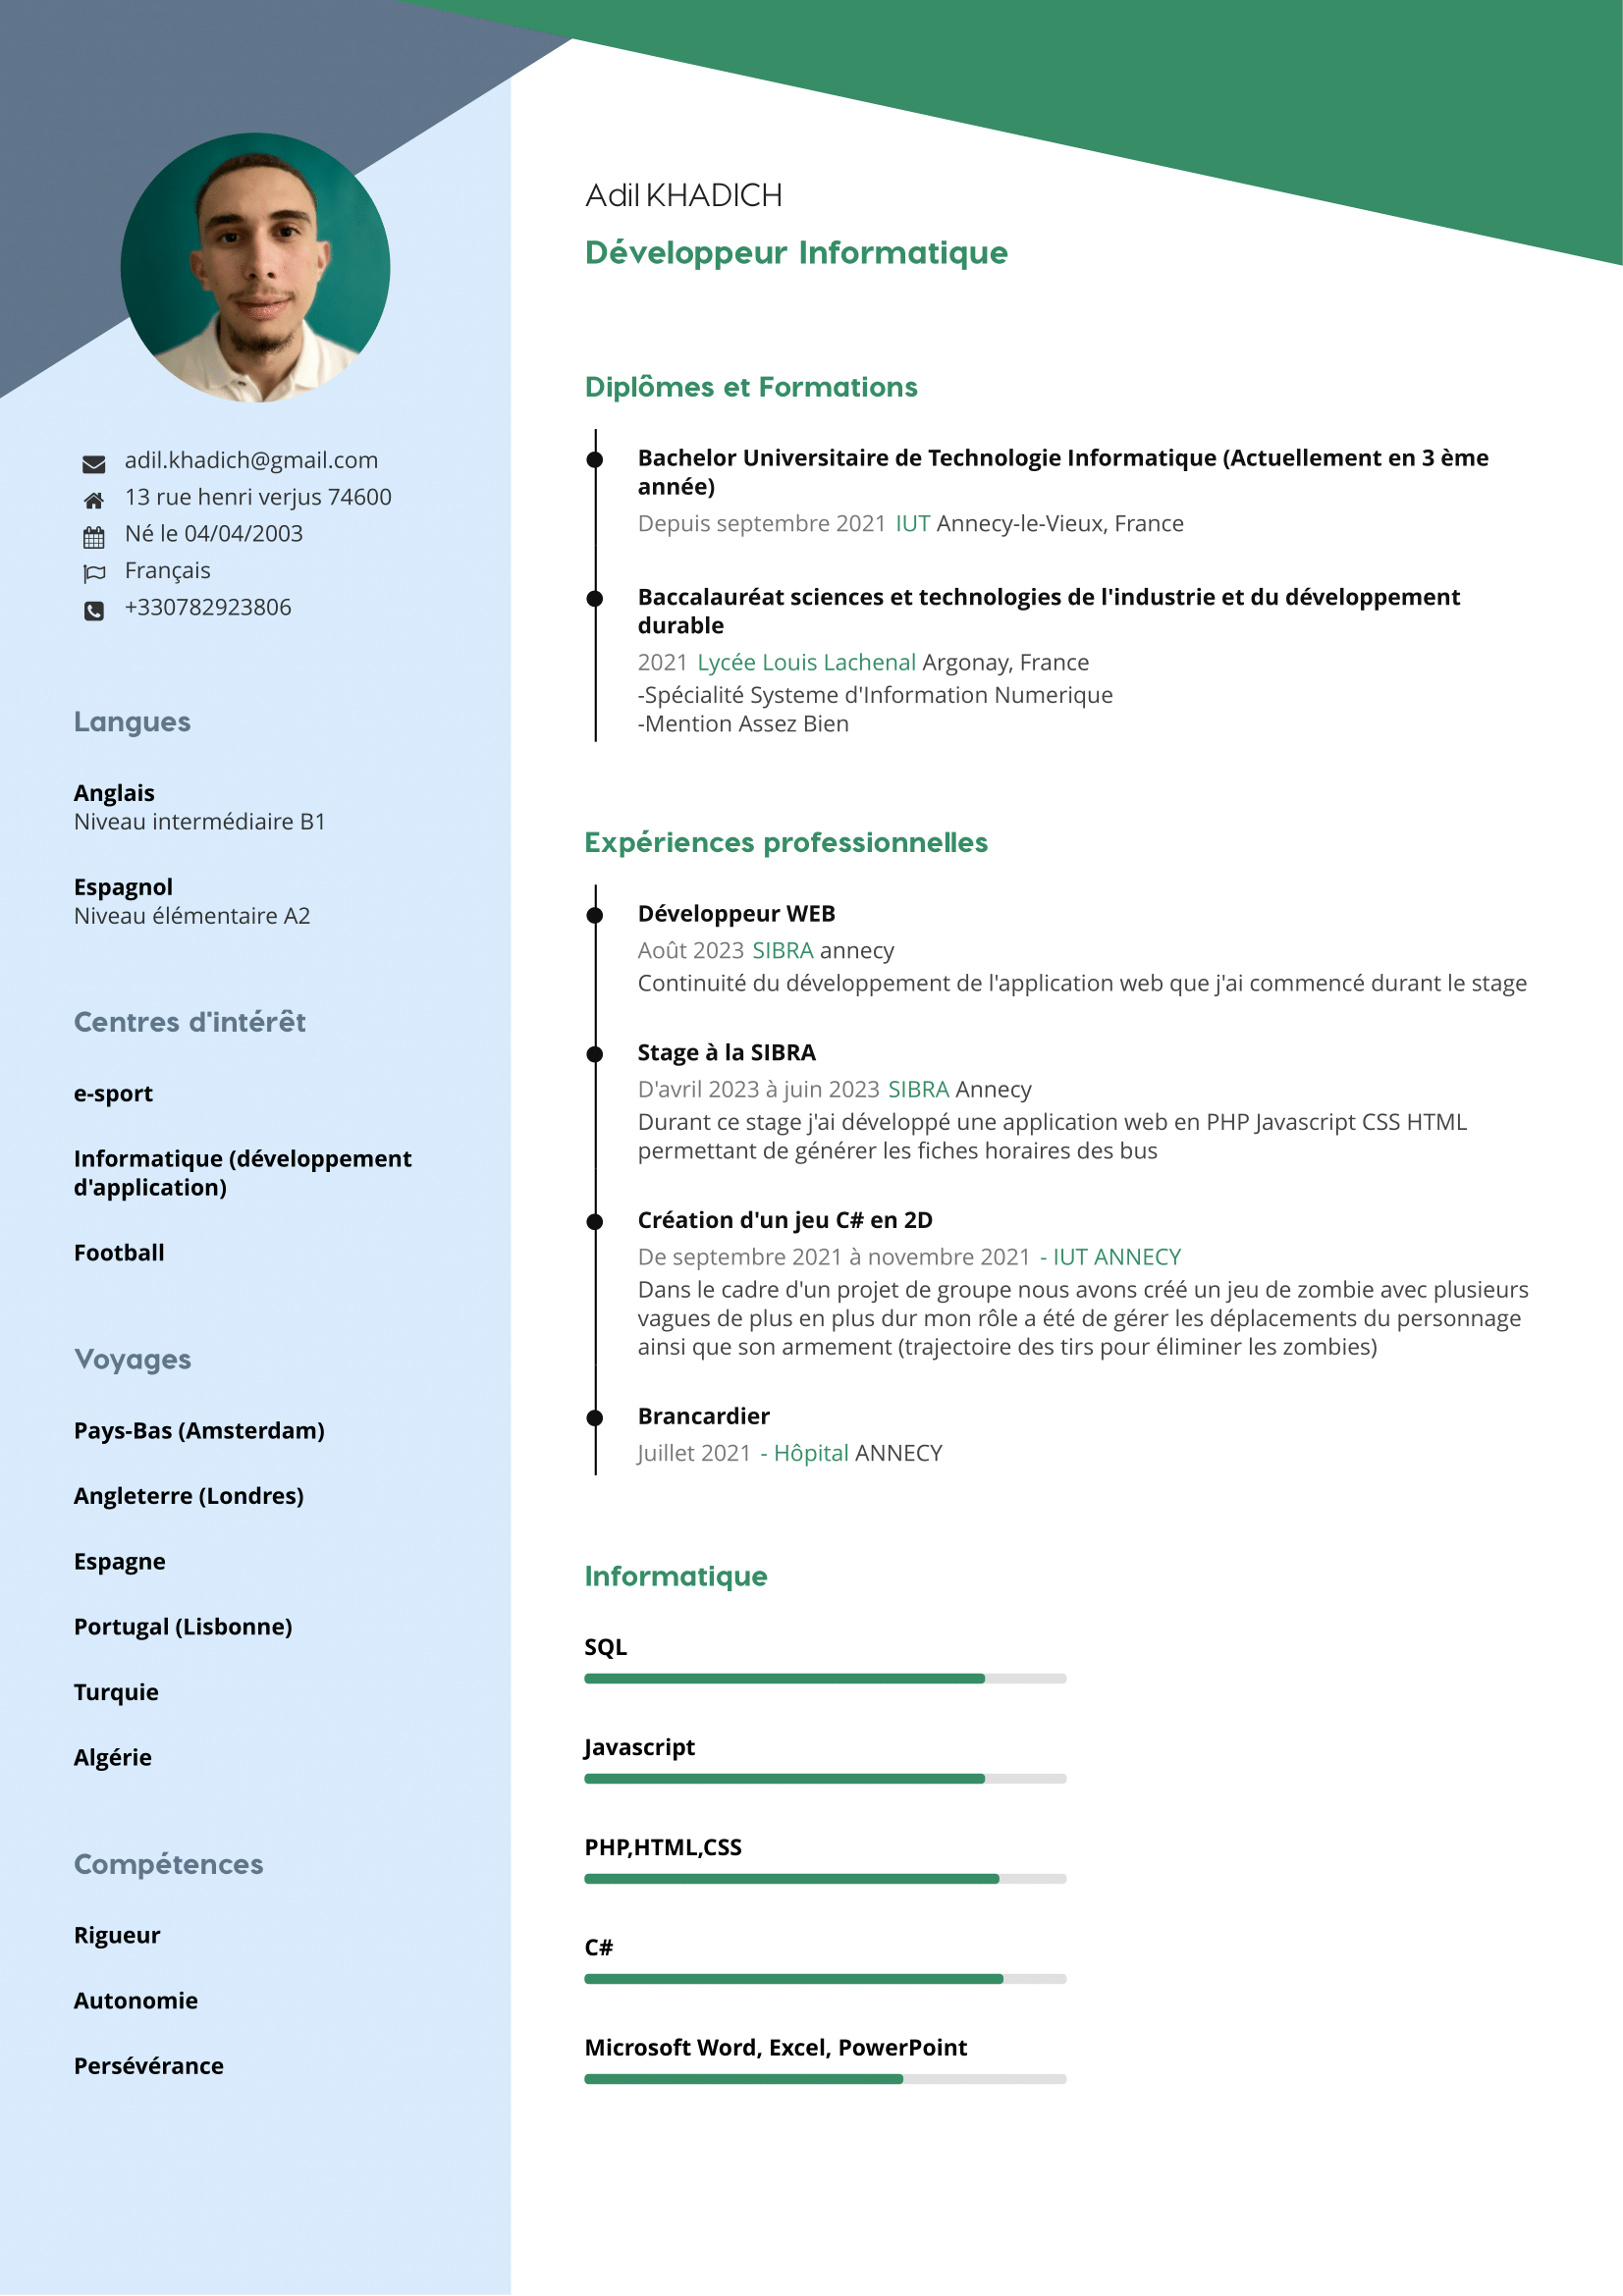 Adil KHADICH
Développeur Informatique
adil.khadich@gmail.com
13 rue henri verjus 74600
Né le 04/04/2003
Français
+330782923806
Langues
Anglais
Niveau intermédiaire B1
Espagnol
Niveau élémentaire A2
Centres d'intérêt
e-sport
Informatique (développement
d'application)
Football
Voyages
Pays-Bas (Amsterdam)
Angleterre (Londres)
Espagne
Portugal (Lisbonne)
Turquie
Algérie
Compétences
Rigueur
Autonomie
Persévérance
Diplômes et Formations
Bachelor Universitaire de Technologie Informatique (Actuellement en 3 ème
année)
Depuis septembre 2021 IUT Annecy-le-Vieux, France
Baccalauréat sciences et technologies de l'industrie et du développement
durable
2021 Lycée Louis Lachenal Argonay, France
-Spécialité Systeme d'Information Numerique
-Mention Assez Bien
Expériences professionnelles
Développeur WEB
Août 2023 SIBRA annecy
Continuité du développement de l'application web que j'ai commencé durant le stage
Stage à la SIBRA
D'avril 2023 à juin 2023 SIBRA Annecy
Durant ce stage j'ai développé une application web en PHP Javascript CSS HTML
permettant de générer les fiches horaires des bus
Création d'un jeu C# en 2D
De septembre 2021 à novembre 2021 - IUT ANNECY
Dans le cadre d'un projet de groupe nous avons créé un jeu de zombie avec plusieurs
vagues de plus en plus dur mon rôle a été de gérer les déplacements du personnage
ainsi que son armement (trajectoire des tirs pour éliminer les zombies)
Brancardier
Juillet 2021 - Hôpital ANNECY
Informatique
SQL
Javascript
PHP,HTML,CSS
C#
Microsoft Word, Excel, PowerPoint